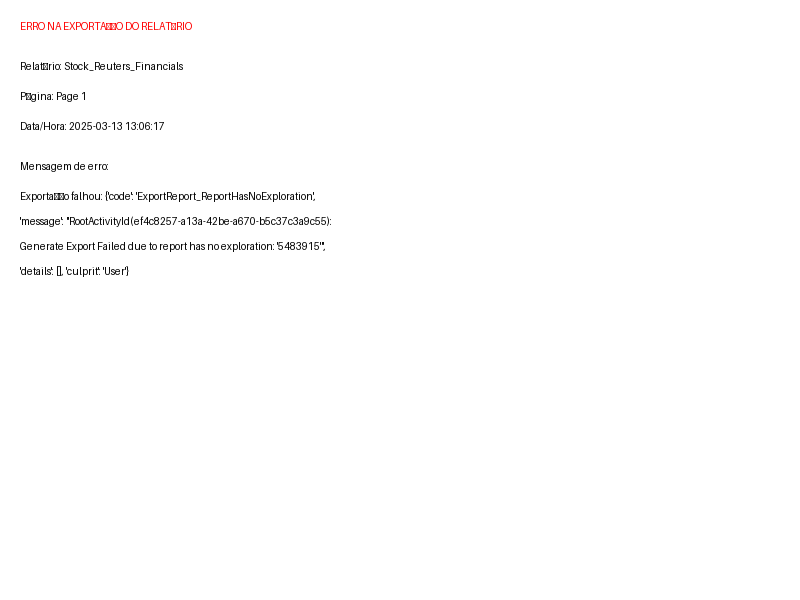 ERRO NA EXPORTA▯▯O DO RELAT▯RIO
Relat▯rio: Stock_Reuters_Financials
P▯gina: Page 1
Data/Hora: 2025-03-13 13:06:17
Mensagem de erro:
Exporta▯▯o falhou: {'code': 'ExportReport_ReportHasNoExploration',
'message': "RootActivityId(ef4c8257-a13a-42be-a670-b5c37c3a9c55):
Generate Export Failed due to report has no exploration: '5483915'",
'details': [], 'culprit': 'User'}